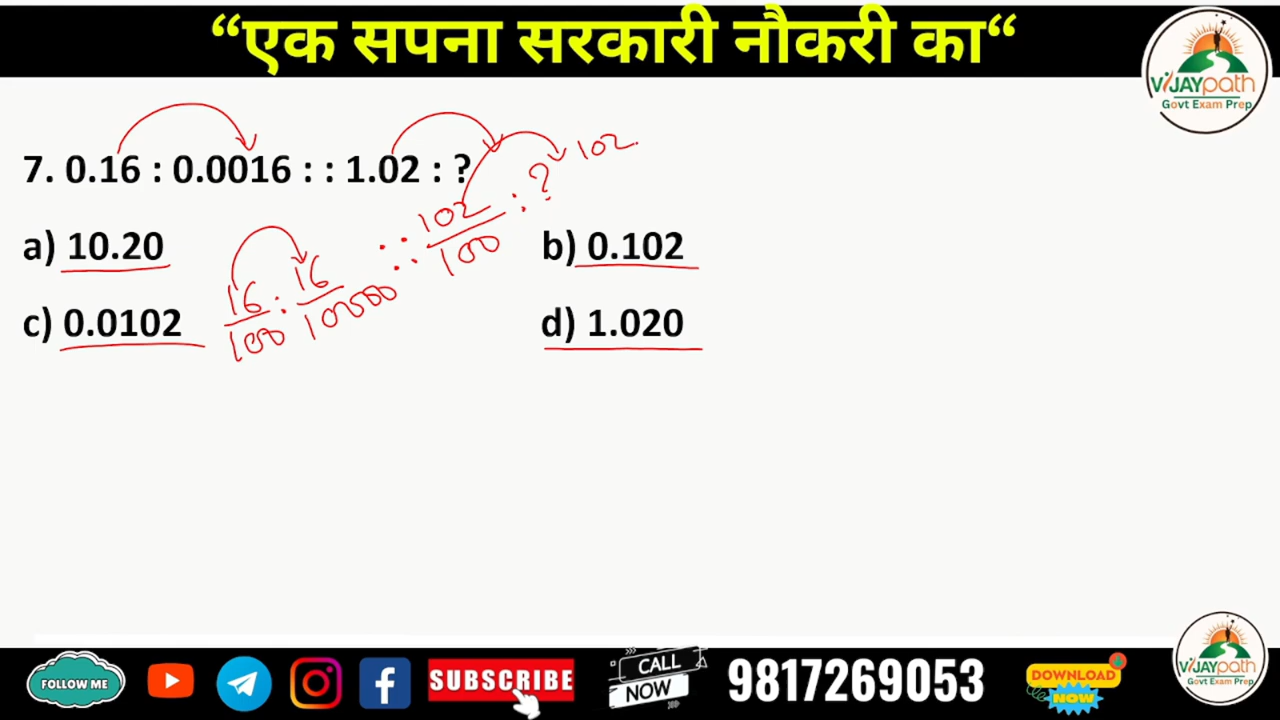 “एक सपना सरकारी नौकरी का“
VIJAYpath
Govt Exam Prep
7. 0.16 : 0.0016 : : 1.02 : ?
102
a) 10.20
b) 0.102
16/100 : 16/10000 :: 102/100 : ?
c) 0.0102
d) 1.020
FOLLOW ME
SUBSCRIBE
CALL NOW
9817269053
DOWNLOAD NOW
VIJAYpath
Govt Exam Prep